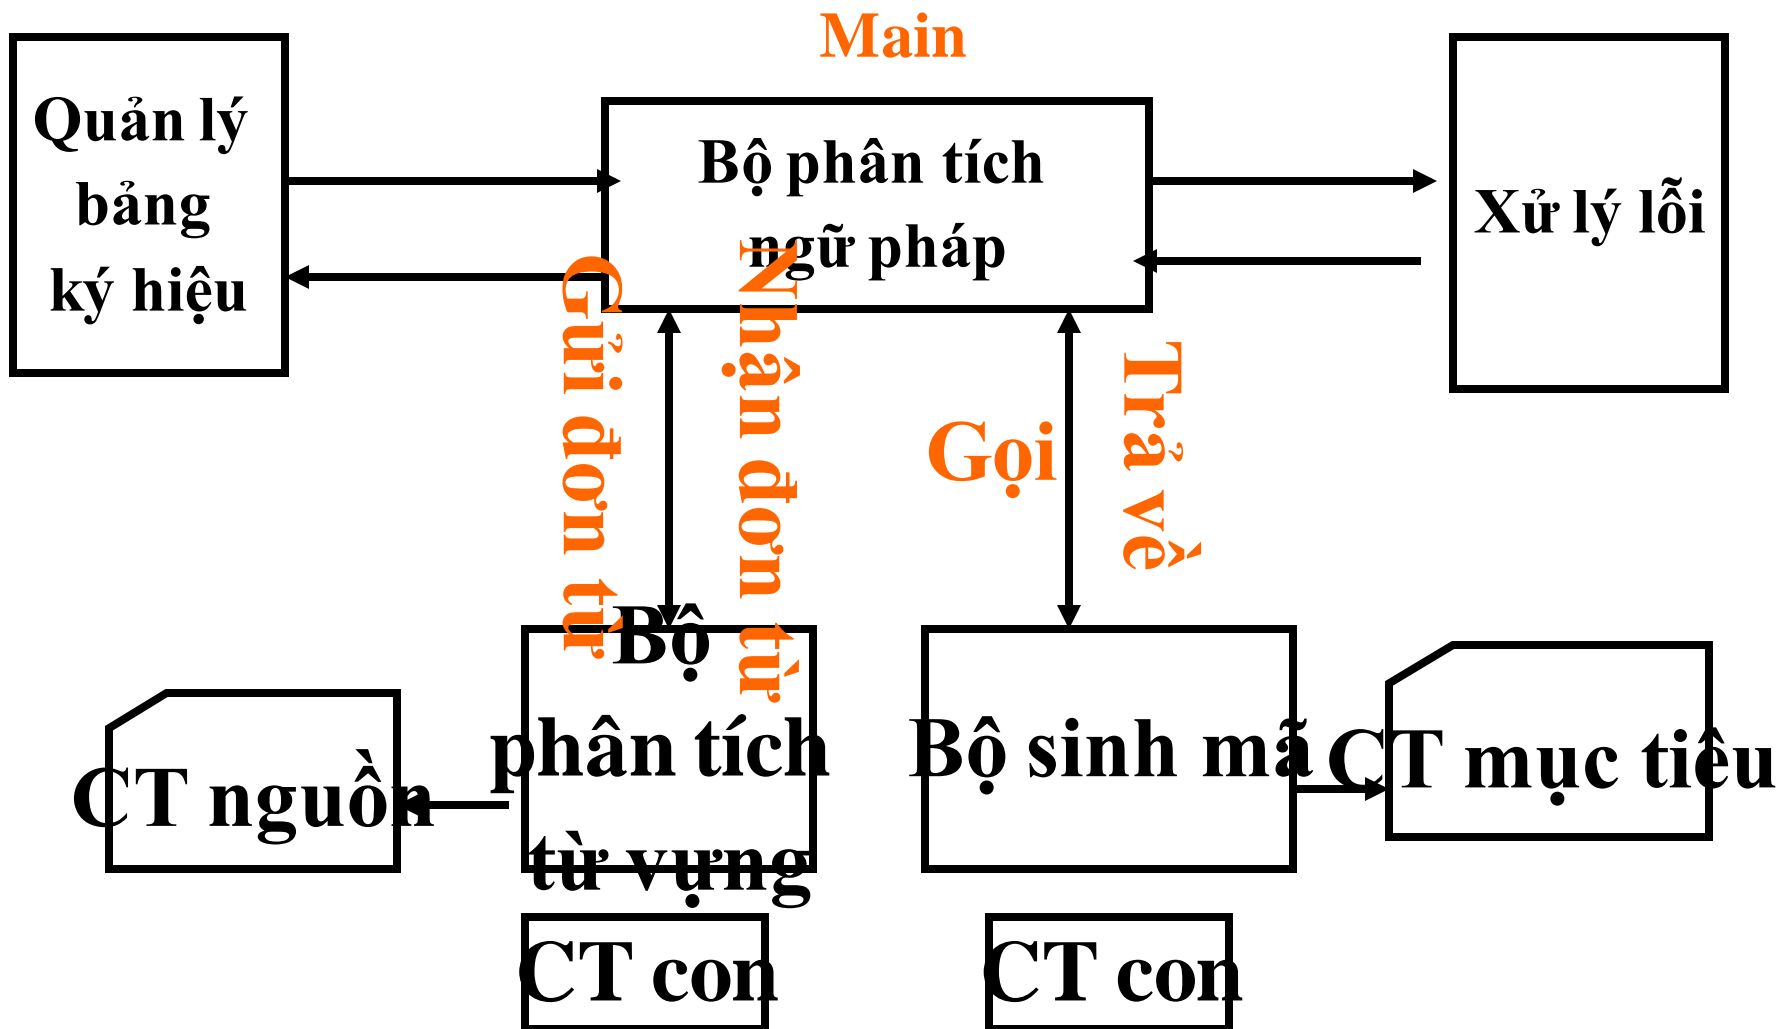 Main
Quản lý
bảng
ký hiệu
Bộ phân tích
ngữ pháp
Xử lý lỗi
Gửi đơn từ
Nhận đơn từ
Gọi
Trả về
CT nguồn
Bộ
phân tích
từ vựng
Bộ sinh mã
CT mục tiêu
CT con
CT con